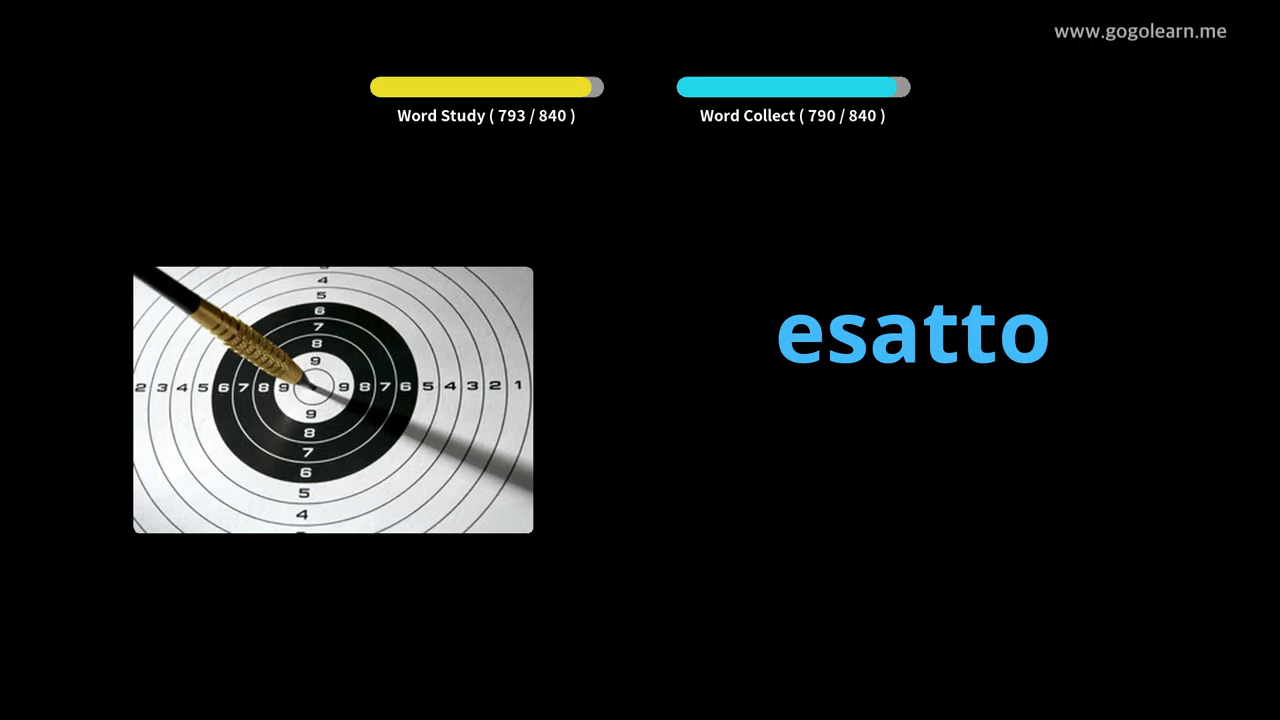 www.gogolearn.me
Word Study ( 793 / 840 )
Word Collect ( 790 / 840 )
esatto
4
5
6
7
8
9
2 3 4 5 6 7 8 9 9 8 7 6 5 4 3 2 1
9
8
7
6
5
4